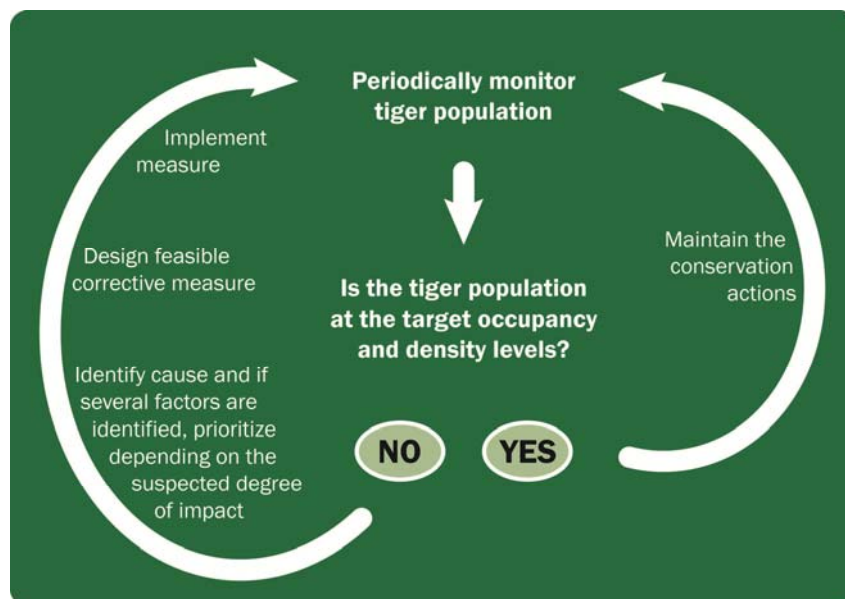 Periodically monitor
tiger population
Is the tiger population
at the target occupancy
and density levels?
NO
YES
Identify cause and if
several factors are
identified, prioritize
depending on the
suspected degree
of impact
Design feasible
corrective measure
Implement
measure
Maintain the
conservation
actions